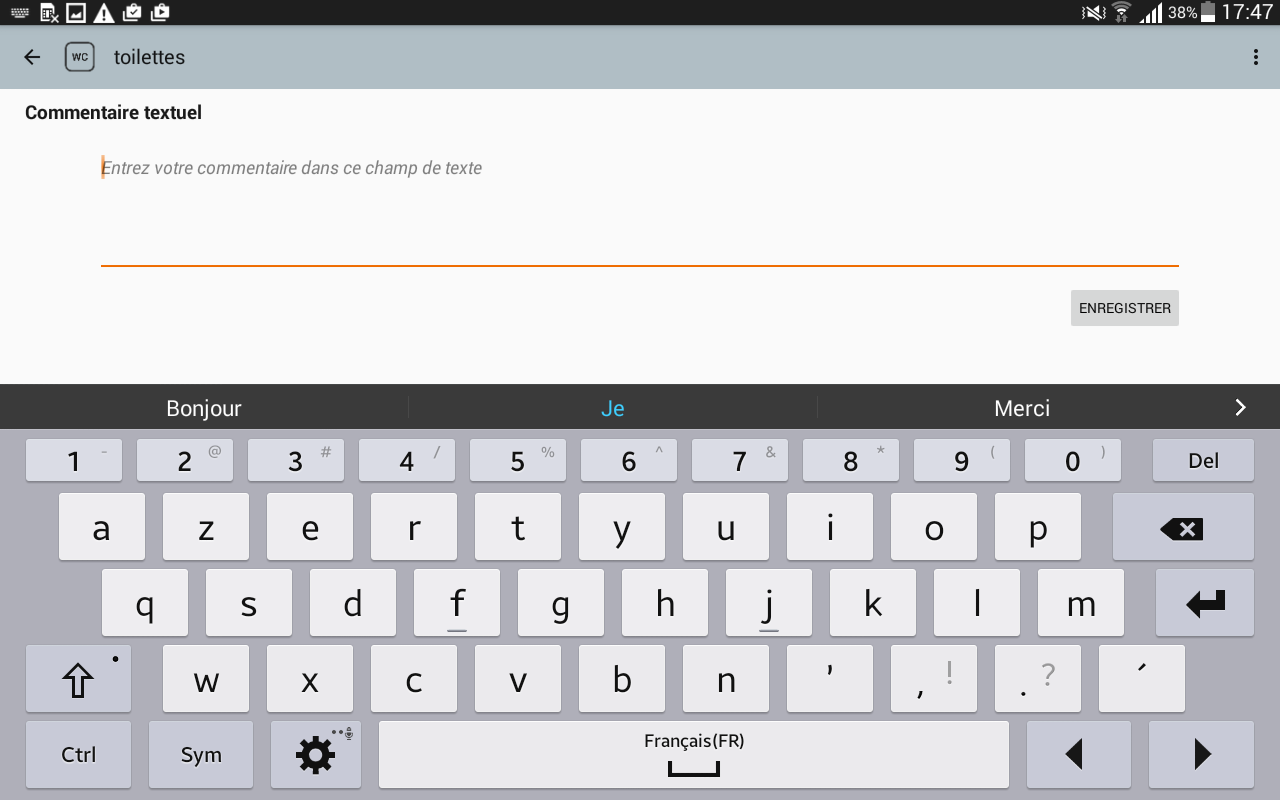 38% 17:47
WC toilettes
Commentaire textuel
Entrez votre commentaire dans ce champ de texte
ENREGISTRER
Bonjour Je Merci
1 - 2 @ 3 # 4 / 5 % 6 ^ 7 & 8 * 9 ( 0 ) Del
a z e r t y u i o p
q s d f g h j k l m
w x c v b n ' , ! . ? ´
Ctrl Sym Français(FR)